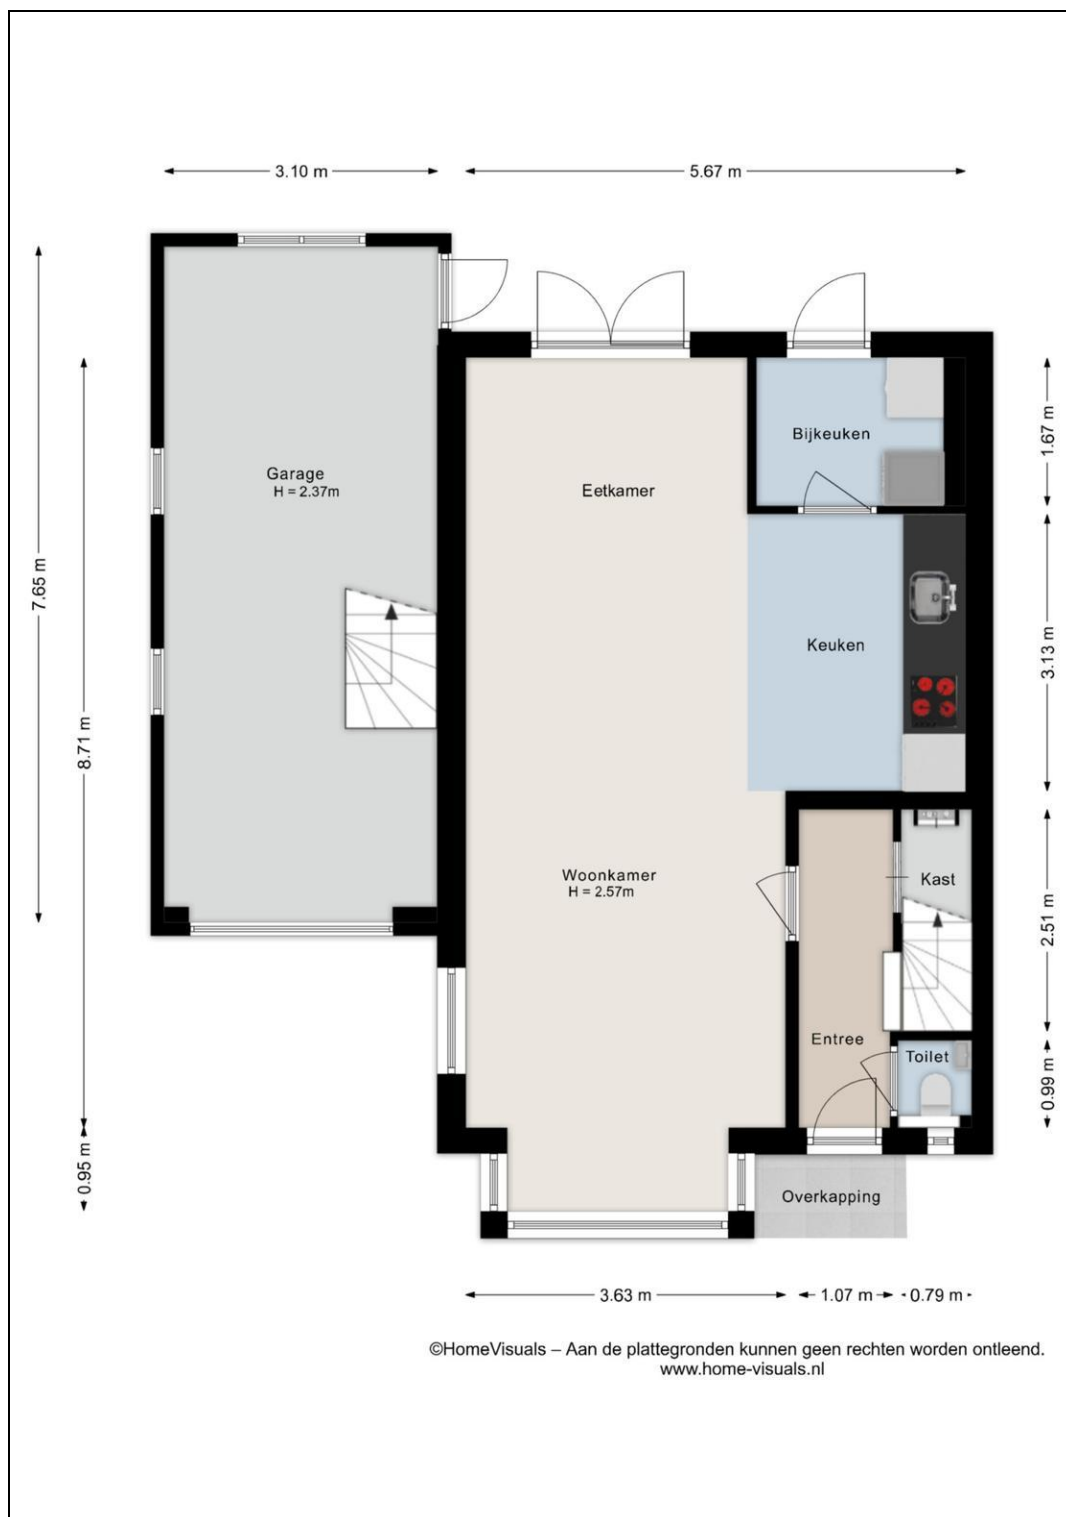 3.10 m
5.67 m
7.65 m
8.71 m
0.95 m
1.67 m
3.13 m
2.51 m
0.99 m
Garage
H = 2.37m
Eetkamer
Bijkeuken
Keuken
Woonkamer
H = 2.57m
Kast
Entree
Toilet
Overkapping
3.63 m
1.07 m
0.79 m
©HomeVisuals – Aan de plattegronden kunnen geen rechten worden ontleend.
www.home-visuals.nl